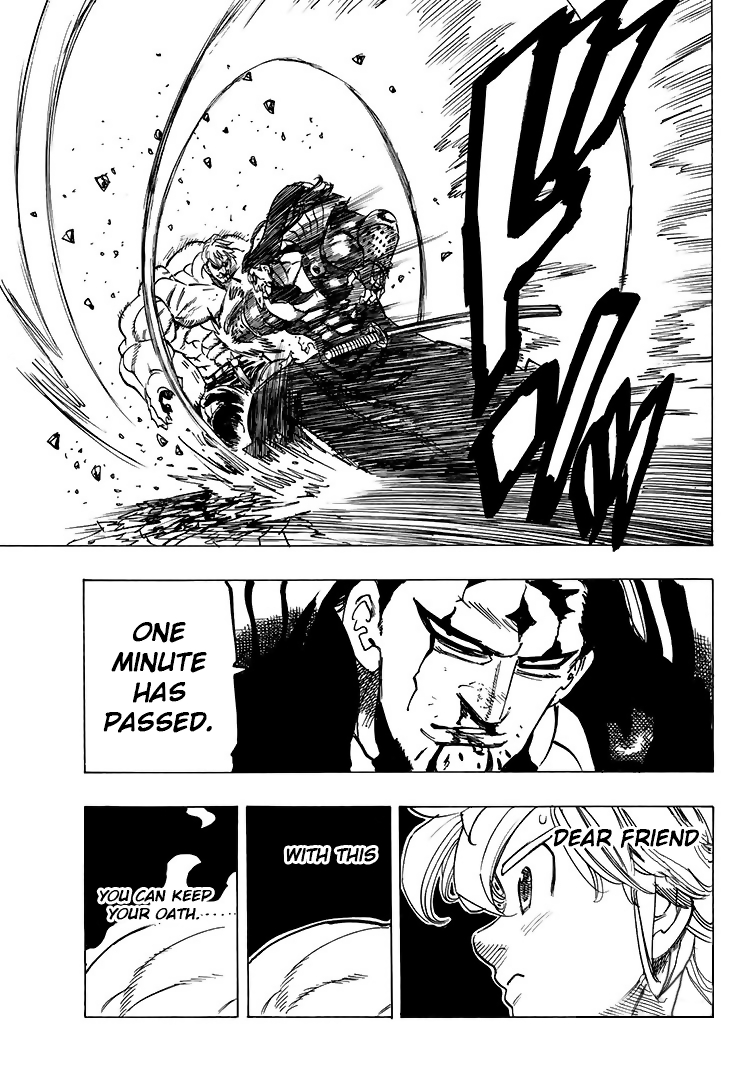 ONE
MINUTE
HAS
PASSED.
DEAR FRIEND
WITH THIS
YOU CAN KEEP
YOUR OATH......